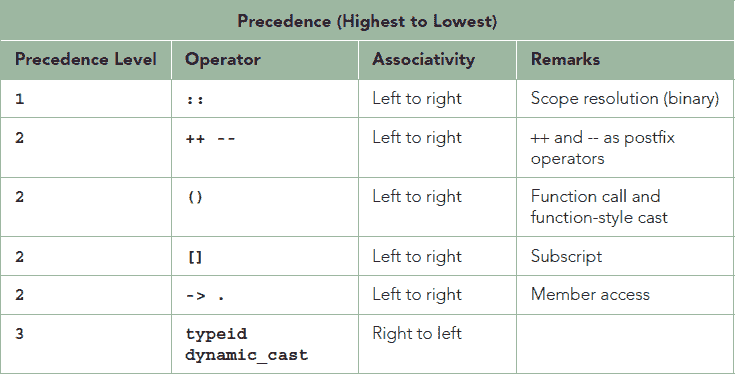 Precedence (Highest to Lowest)
Precedence Level Operator Associativity Remarks
1 :: Left to right Scope resolution (binary)
2 ++ -- Left to right ++ and -- as postfix
operators
2 () Left to right Function call and
function-style cast
2 [] Left to right Subscript
2 -> . Left to right Member access
3 typeid Right to left
dynamic_cast